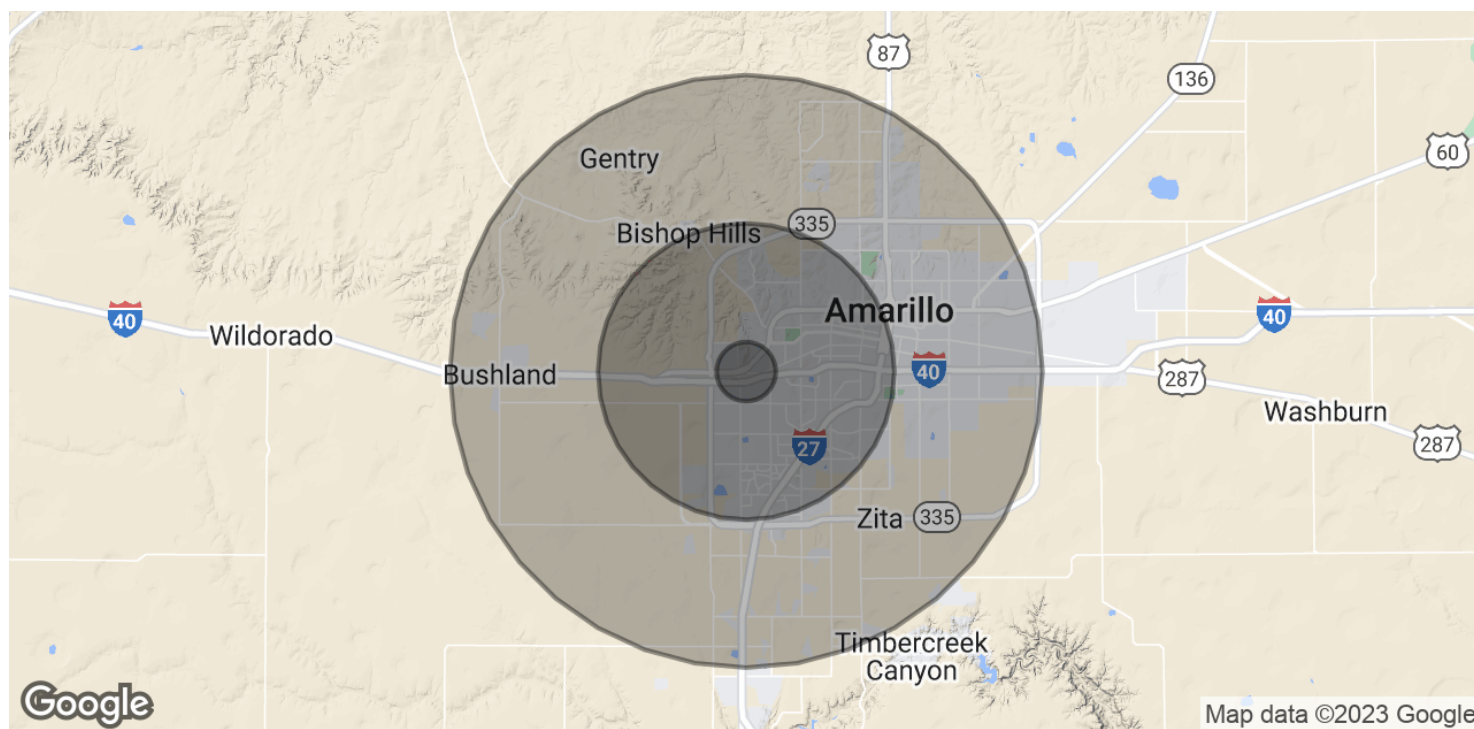 87
136
60
Gentry
Bishop Hills
335
Amarillo
40
40
Wildorado
Bushland
40
287
Washburn
287
27
Zita
335
Timbercreek
Canyon
Google
Map data ©2023 Google